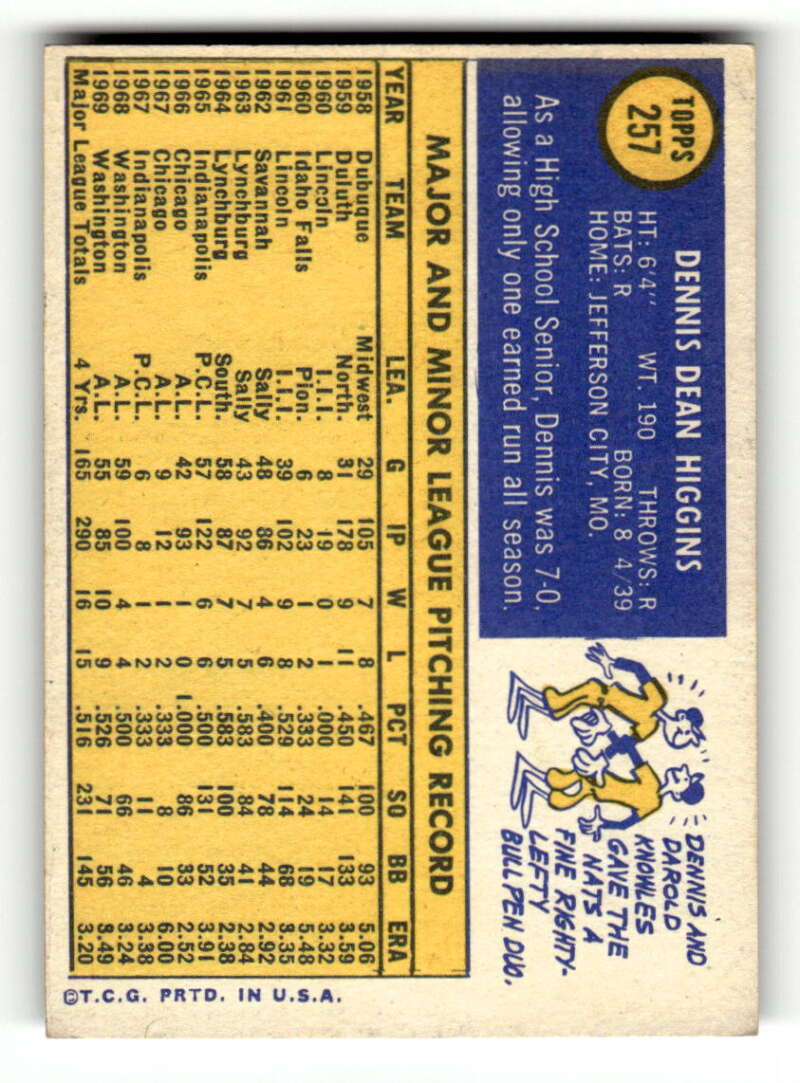 TOPPS
257
DENNIS DEAN HIGGINS
HT: 6'4" WT. 190 THROWS: R
BATS: R BORN: 8 4/39
HOME: JEFFERSON CITY, MO.
As a High School Senior, Dennis was 7-0,
allowing only one earned run all season.
DENNIS AND
DAROLD
KNOWLES
GAVE THE
NATS A
FINE RIGHTY-
LEFTY
BULLPEN DUO.
MAJOR AND MINOR LEAGUE PITCHING RECORD
YEAR TEAM LEA. G IP W L PCT SO BB ERA
1958 Dubuque Midwest 29 105 7 8 .467 100 93 5.06
1959 Duluth North. 31 178 9 11 .450 141 133 3.59
1960 Lincoln I.I.I. 8 19 0 1 .000 14 17 3.32
1960 Idaho Falls Pion. 6 23 1 2 .333 24 19 5.48
1961 Lincoln I.I.I. 39 102 9 8 .529 114 68 3.35
1962 Savannah Sally 48 86 4 6 .400 78 44 2.92
1963 Lynchburg Sally 43 92 7 5 .583 84 41 2.84
1964 Lynchburg South. 58 87 7 5 .583 100 35 2.38
1965 Indianapolis P.C.L. 57 122 6 6 .500 131 52 3.91
1966 Chicago A.L. 42 93 1 0 1.000 86 33 2.52
1967 Chicago A.L. 9 12 1 2 .333 8 10 6.00
1967 Indianapolis P.C.L. 6 8 1 2 .333 11 4 3.38
1968 Washington A.L. 59 100 4 4 .500 66 46 3.24
1969 Washington A.L. 55 85 10 9 .526 71 56 3.49
Major League Totals 4 Yrs. 165 290 16 15 .516 231 145 3.20
©T.C.G. PRTD. IN U.S.A.